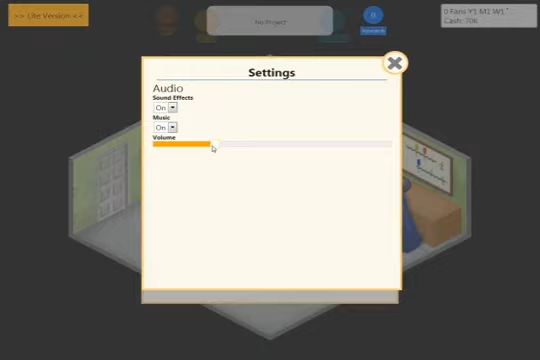 >> Lite Version <<
No Project
0 Fans Y1 M1 W1
Cash: 70K
Research
Settings
Audio
Sound Effects
On
Music
On
Volume